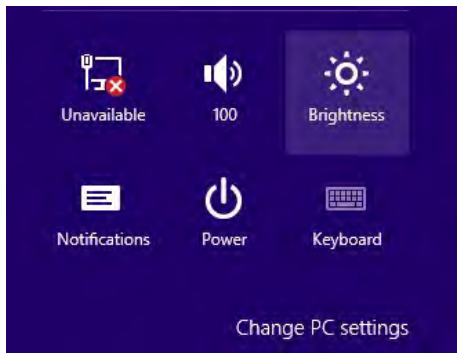 Unavailable 100 Brightness
Notifications Power Keyboard
Change PC settings